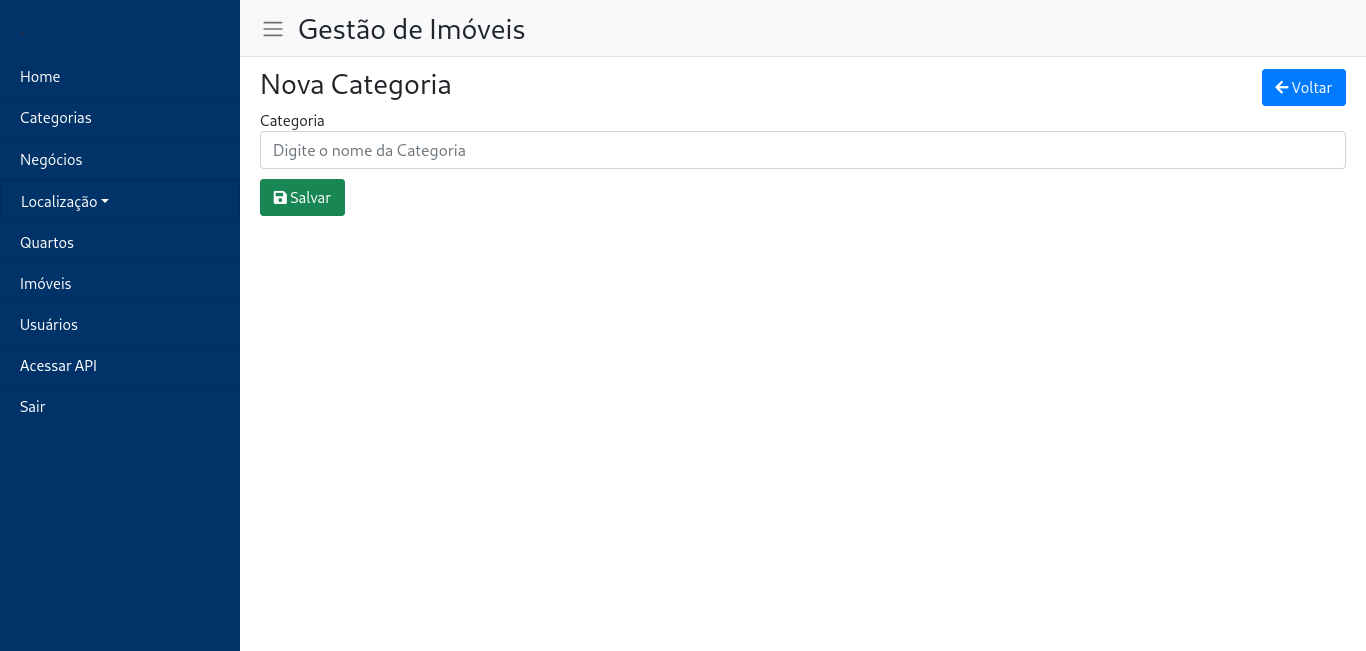 Gestão de Imóveis
Home
Categorias
Negócios
Localização
Quartos
Imóveis
Usuários
Acessar API
Sair
Nova Categoria
Voltar
Categoria
Digite o nome da Categoria
Salvar